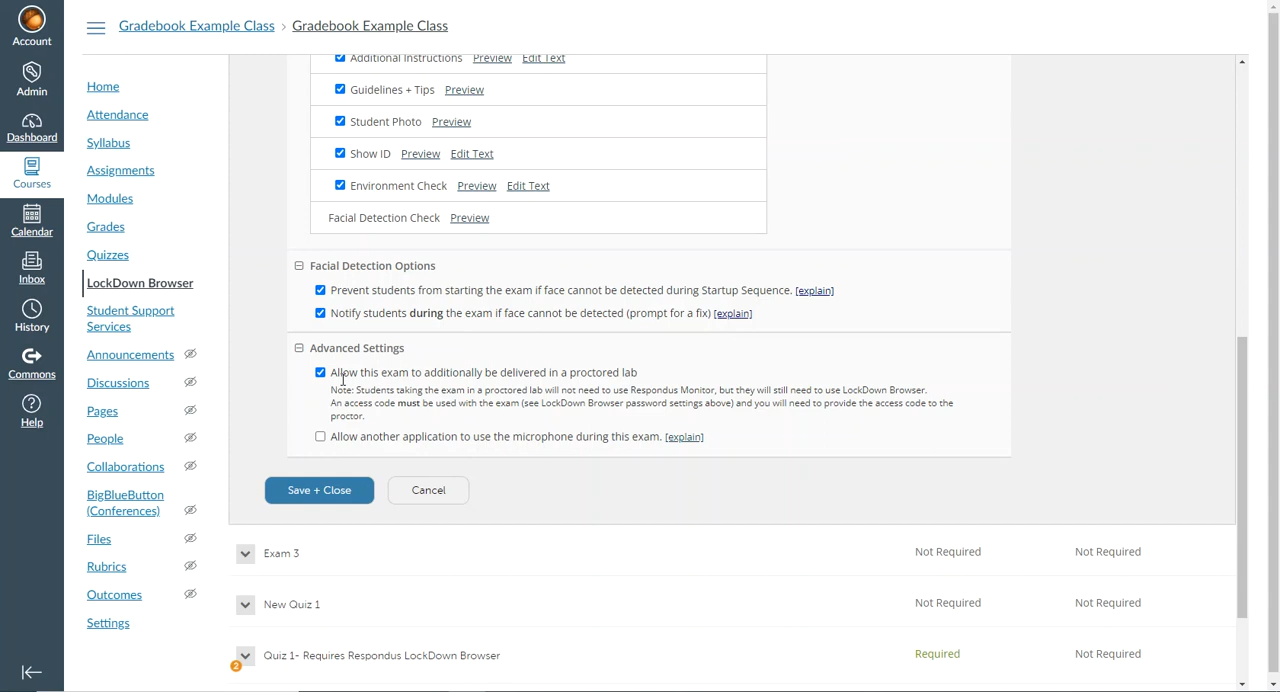 Account
Admin
Dashboard
Courses
Calendar
Inbox
History
Commons
Help
Gradebook Example Class › Gradebook Example Class
Home
Attendance
Syllabus
Assignments
Modules
Grades
Quizzes
LockDown Browser
Student Support
Services
Announcements
Discussions
Pages
People
Collaborations
BigBlueButton
(Conferences)
Files
Rubrics
Outcomes
Settings
Additional Instructions Preview Edit Text
Guidelines + Tips Preview
Student Photo Preview
Show ID Preview Edit Text
Environment Check Preview Edit Text
Facial Detection Check Preview
Facial Detection Options
Prevent students from starting the exam if face cannot be detected during Startup Sequence. [explain]
Notify students during the exam if face cannot be detected (prompt for a fix) [explain]
Advanced Settings
Allow this exam to additionally be delivered in a proctored lab
Note: Students taking the exam in a proctored lab will not need to use Respondus Monitor, but they will still need to use LockDown Browser.
An access code must be used with the exam (see LockDown Browser password settings above) and you will need to provide the access code to the
proctor.
Allow another application to use the microphone during this exam. [explain]
Save + Close Cancel
Exam 3 Not Required Not Required
New Quiz 1 Not Required Not Required
2 Quiz 1- Requires Respondus LockDown Browser Required Not Required